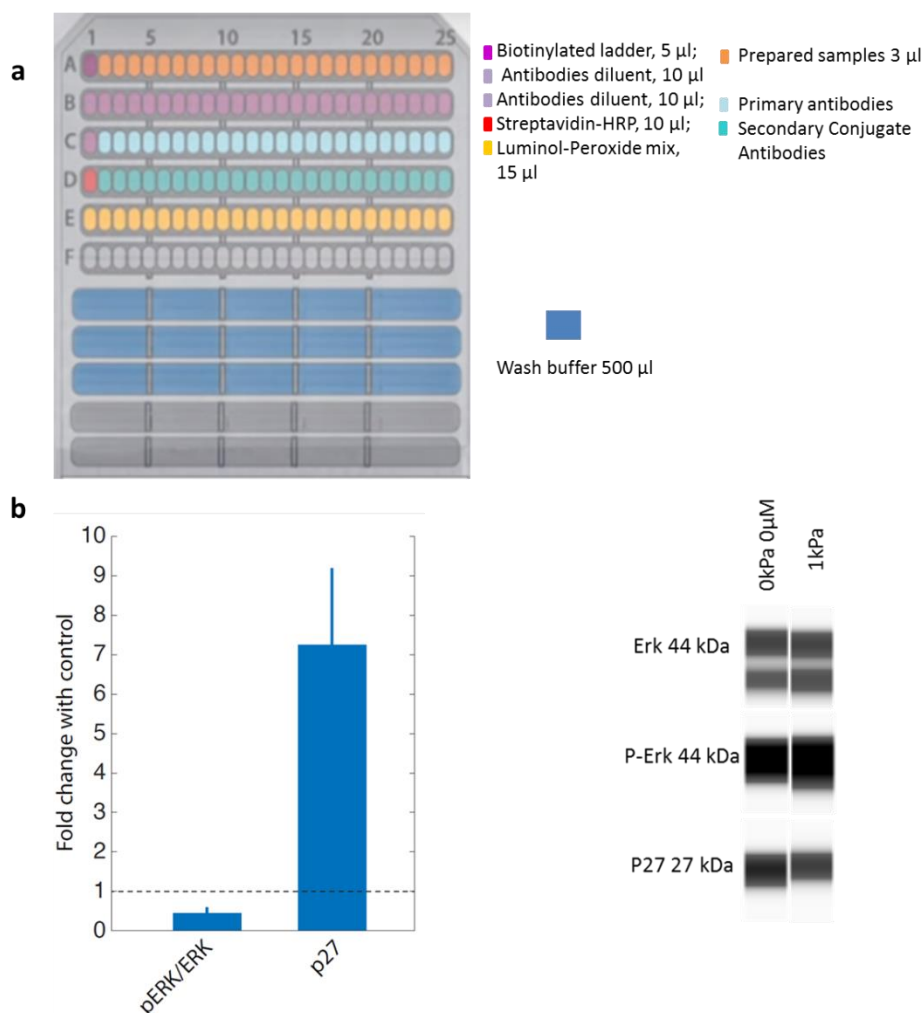 a
1 5 10 15 20 25
A
B
C
D
E
F
Biotinylated ladder, 5 µl;
Antibodies diluent, 10 µl
Antibodies diluent, 10 µl;
Streptavidin-HRP, 10 µl;
Luminol-Peroxide mix,
15 µl
Prepared samples 3 µl
Primary antibodies
Secondary Conjugate
Antibodies
Wash buffer 500 µl
b
Fold change with control
10
9
8
7
6
5
4
3
2
1
0
pERK/ERK
p27
0kPa 0µM
1kPa
Erk 44 kDa
P-Erk 44 kDa
P27 27 kDa